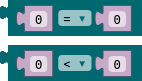 0 = ▼ 0
0 < ▼ 0